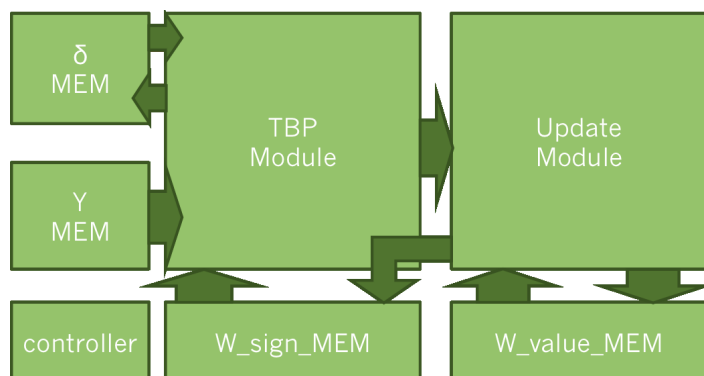 δ
MEM
TBP
Module
Update
Module
Y
MEM
controller
W_sign_MEM
W_value_MEM